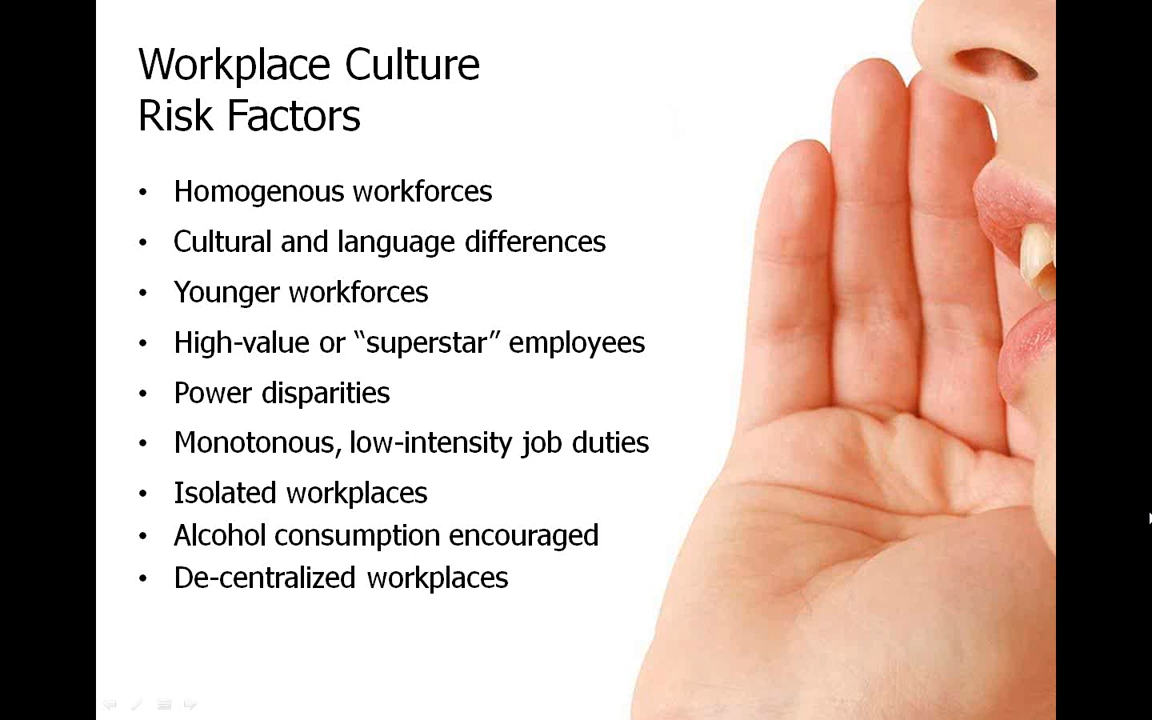 Workplace Culture
Risk Factors
• Homogenous workforces
• Cultural and language differences
• Younger workforces
• High-value or “superstar” employees
• Power disparities
• Monotonous, low-intensity job duties
• Isolated workplaces
• Alcohol consumption encouraged
• De-centralized workplaces